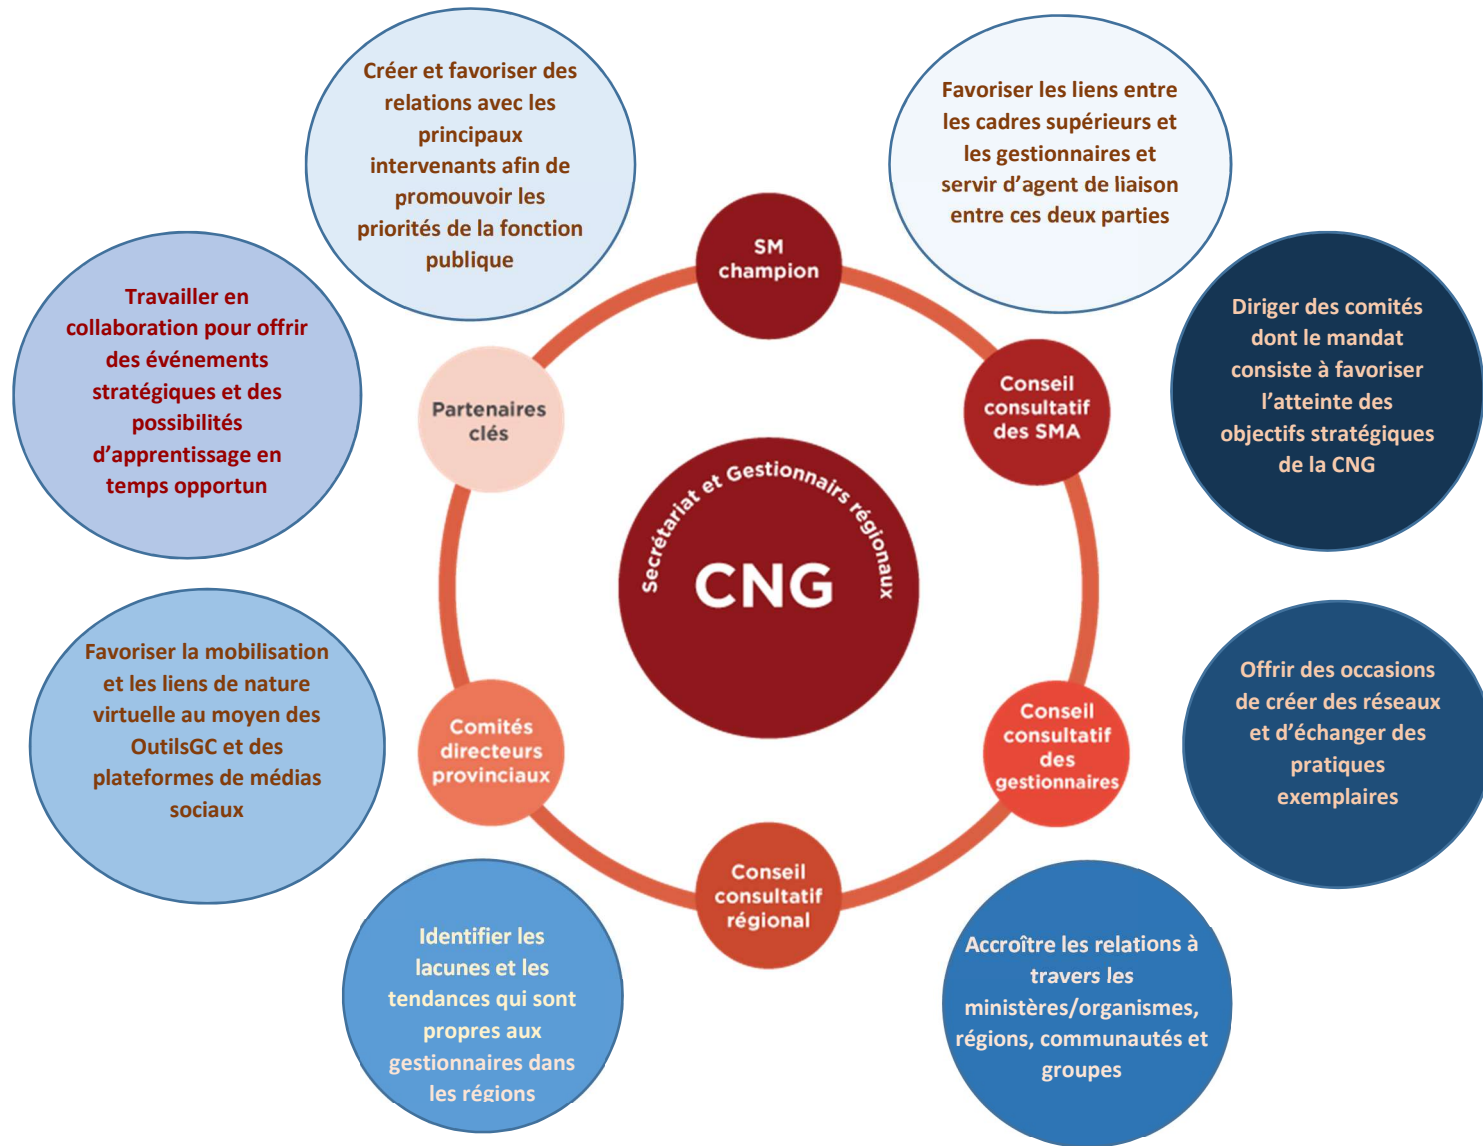 Créer et favoriser des
relations avec les
principaux
intervenants afin de
promouvoir les
priorités de la fonction
publique
Favoriser les liens entre
les cadres supérieurs et
les gestionnaires et
servir d’agent de liaison
entre ces deux parties
SM
champion
Travailler en
collaboration pour offrir
des événements
stratégiques et des
possibilités
d’apprentissage en
temps opportun
Diriger des comités
dont le mandat
consiste à favoriser
l’atteinte des
objectifs stratégiques
de la CNG
Partenaires
clés
Conseil
consultatif
des SMA
Secrétariat et Gestionnairs régionaux
CNG
Favoriser la mobilisation
et les liens de nature
virtuelle au moyen des
OutilsGC et des
plateformes de médias
sociaux
Offrir des occasions
de créer des réseaux
et d’échanger des
pratiques
exemplaires
Comités
directeurs
provinciaux
Conseil
consultatif
des
gestionnaires
Conseil
consultatif
régional
Identifier les
lacunes et les
tendances qui sont
propres aux
gestionnaires dans
les régions
Accroître les relations à
travers les
ministères/organismes,
régions, communautés et
groupes